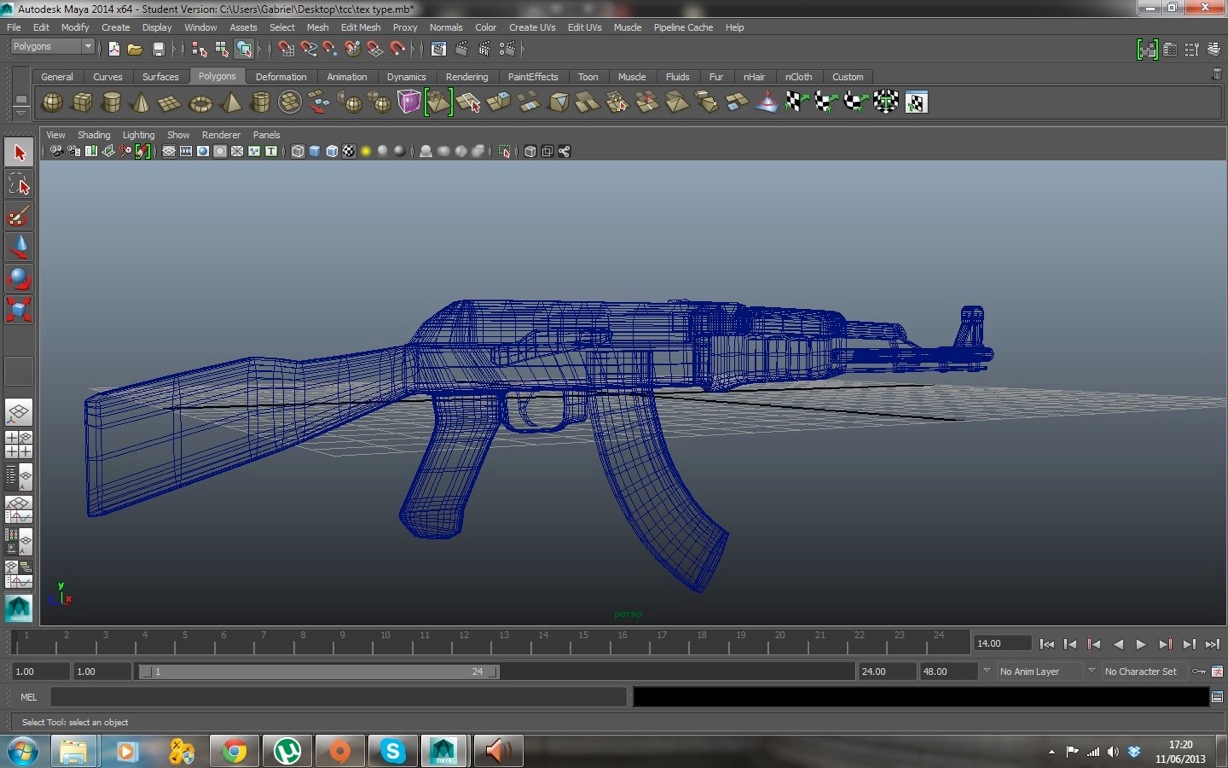 Autodesk Maya 2014 x64 - Student Version: C:\Users\Gabriel\Desktop\tcc\tex type.mb*
File Edit Modify Create Display Window Assets Select Mesh Edit Mesh Proxy Normals Color Create UVs Edit UVs Muscle Pipeline Cache Help
Polygons
General Curves Surfaces Polygons Deformation Animation Dynamics Rendering PaintEffects Toon Muscle Fluids Fur nHair nCloth Custom
View Shading Lighting Show Renderer Panels
y
x
persp
1 2 3 4 5 6 7 8 9 10 11 12 13 14 15 16 17 18 19 20 21 22 23 24
14.00
1.00 1.00 1 24 24.00 48.00 No Anim Layer No Character Set
MEL
Select Tool: select an object
17:20
11/06/2013